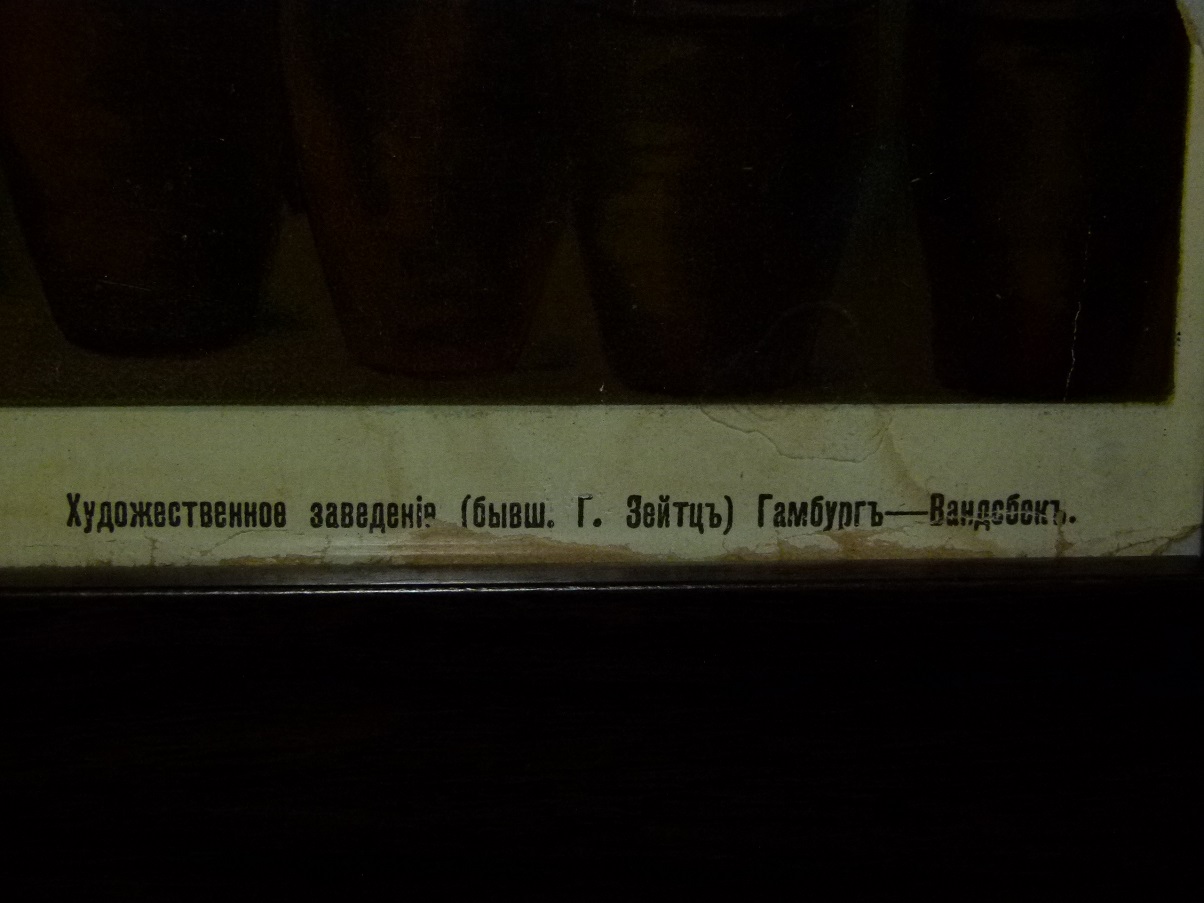 Художественное заведеніе (бывш. Г. Зейтцъ) Гамбургъ—Вандсбекъ.